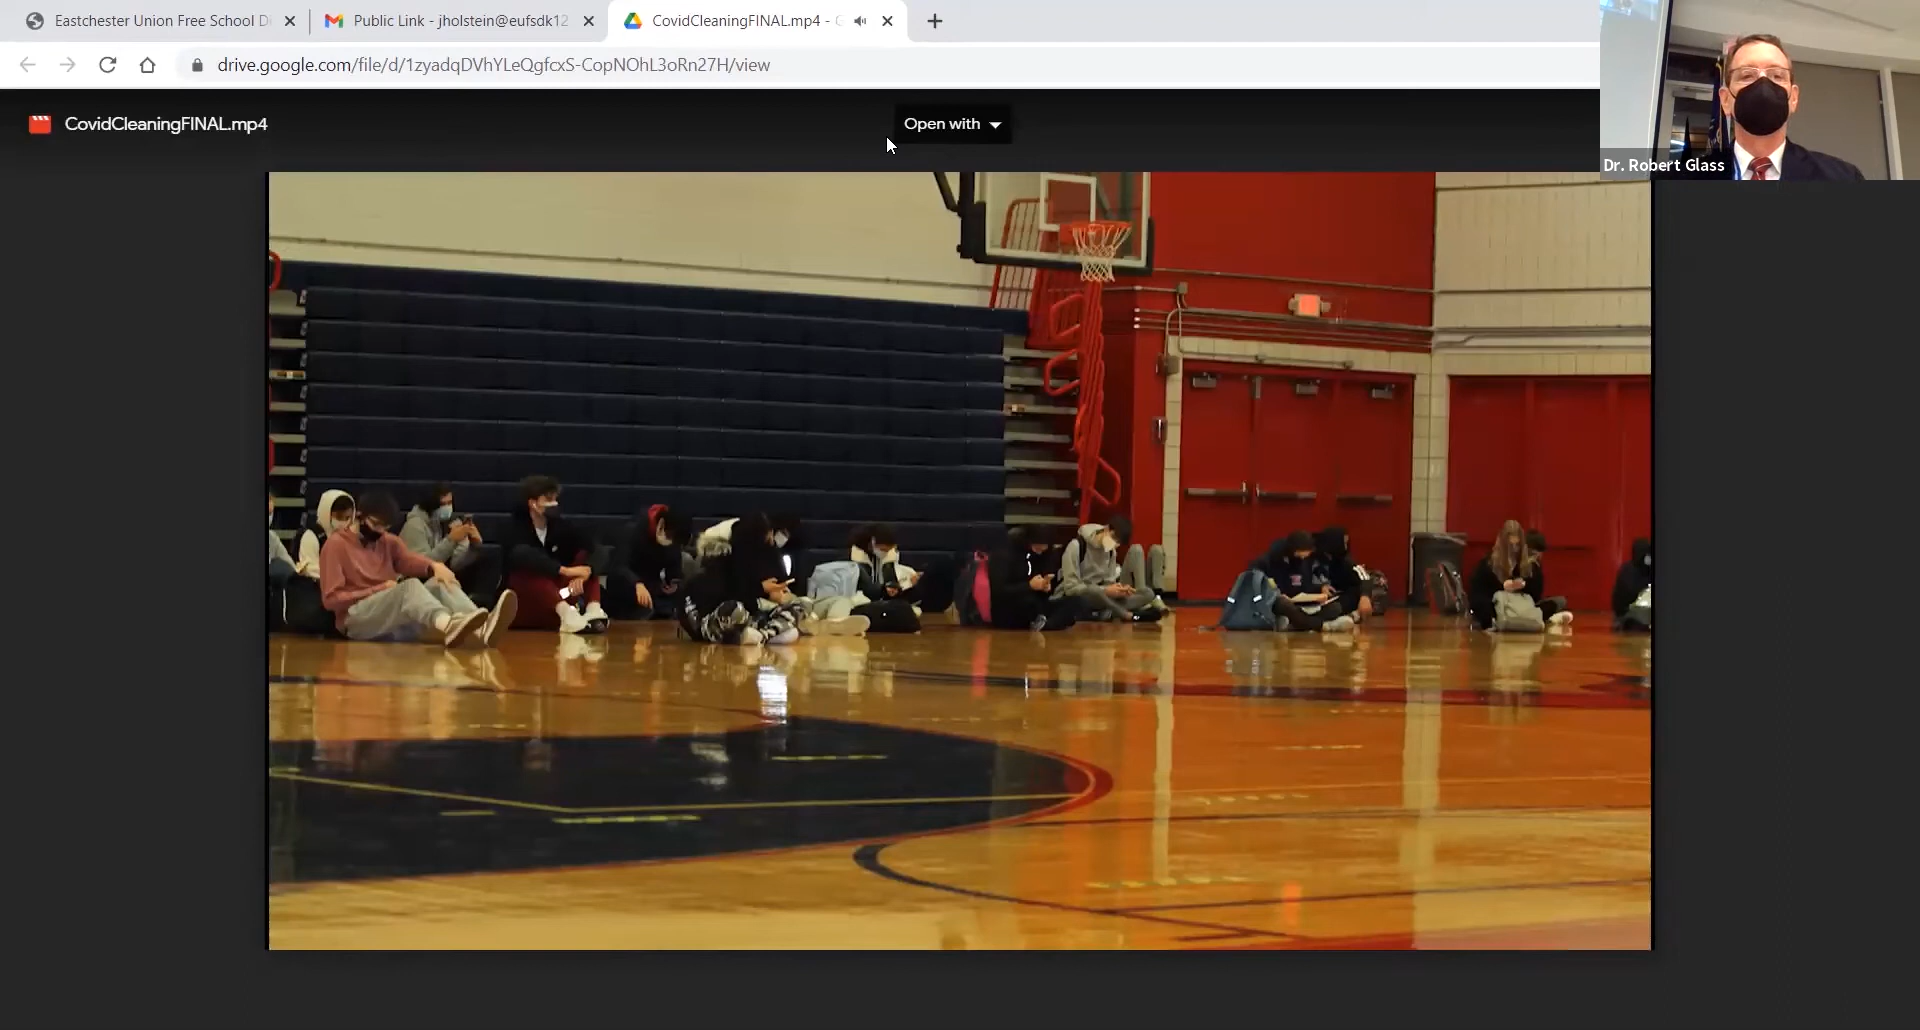 Eastchester Union Free School D
Public Link - jholstein@eufsdk12
CovidCleaningFINAL.mp4 - G
drive.google.com/file/d/1zyadqDVhYLeQgfcxS-CopNOhL3oRn27H/view
CovidCleaningFINAL.mp4
Open with
Dr. Robert Glass